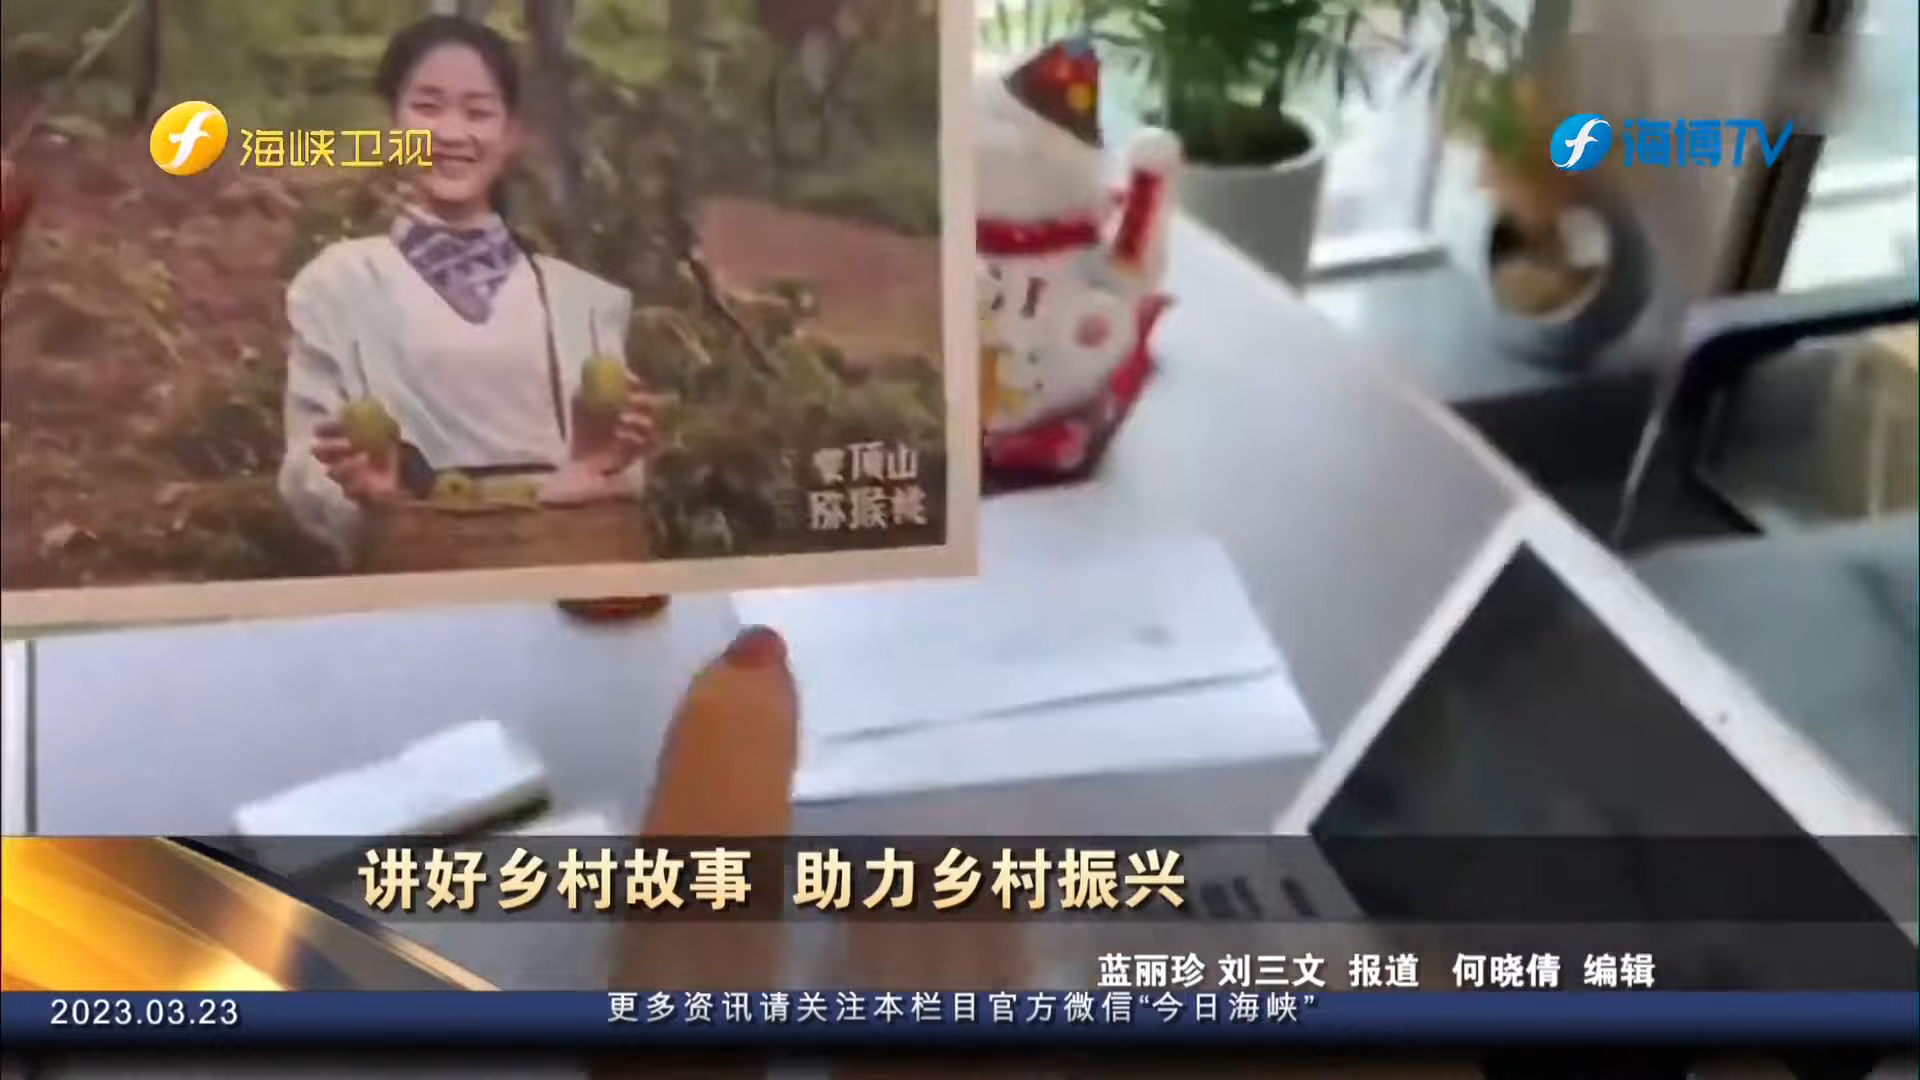 海峡卫视
海博TV
蒙顶山
猕猴桃
讲好乡村故事 助力乡村振兴
蓝丽珍 刘三文 报道 何晓倩 编辑
2023.03.23
更多资讯请关注本栏目官方微信“今日海峡”